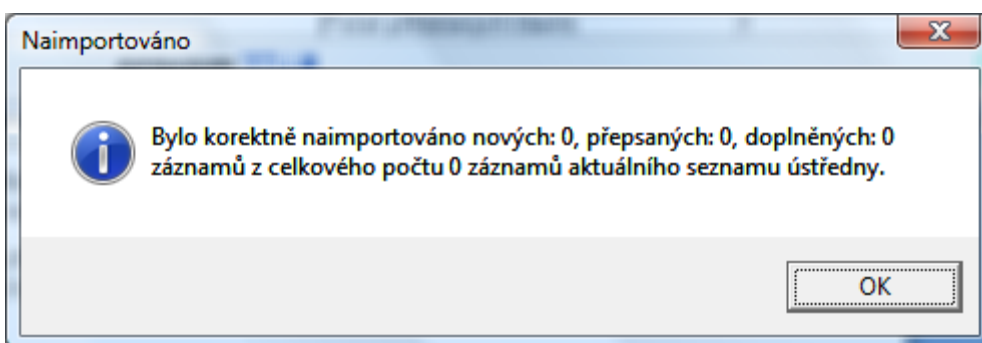 Naimportováno
Bylo korektně naimportováno nových: 0, přepsaných: 0, doplněných: 0
záznamů z celkového počtu 0 záznamů aktuálního seznamu ústředny.
OK